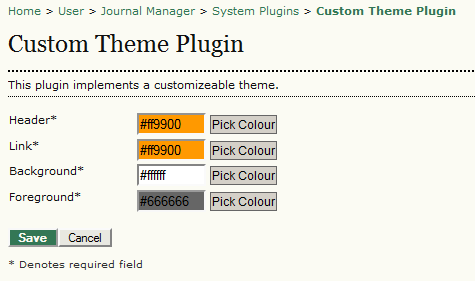 Home > User > Journal Manager > System Plugins > Custom Theme Plugin
Custom Theme Plugin
This plugin implements a customizeable theme.
Header* #ff9900 Pick Colour
Link* #ff9900 Pick Colour
Background* #ffffff Pick Colour
Foreground* #666666 Pick Colour
Save Cancel
* Denotes required field